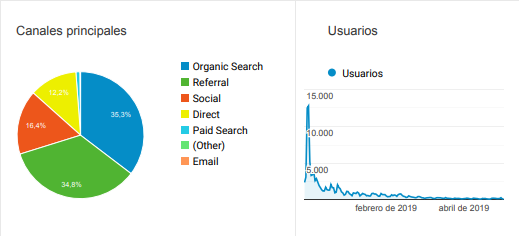 Canales principales
Organic Search
Referral
Social
Direct
Paid Search
(Other)
Email
35,3%
34,8%
16,4%
12,2%
Usuarios
Usuarios
15.000
10.000
5.000
febrero de 2019
abril de 2019